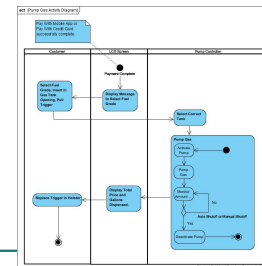 act [Pump Gas Activity Diagram]
Pay With Mobile App or
Pay With Credit Card
successfully complete.
Customer
LCD Screen
Pump Controller
Payment Complete
Select Fuel
Grade, Insert in
Gas Tank
Opening, Pull
Trigger.
Display Message
to Select Fuel
Grade.
Select Correct
Tank
Pump Gas
Activate
Pump
Pump
Gas
Monitor
Amount...
No
Auto Shutoff or Manual Shutoff
Yes
Deactivate Pump
Display Total
Price and
Gallons
Dispensed.
Replace Trigger in Holster